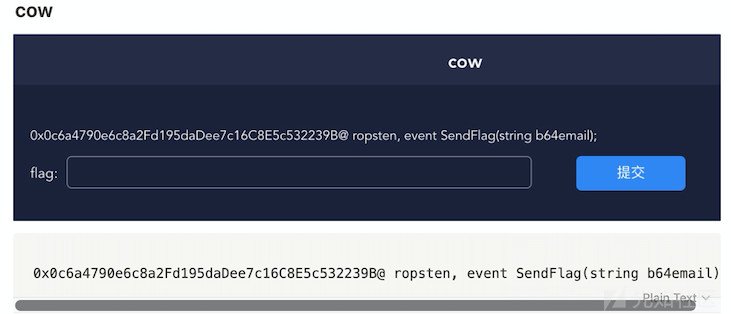 cow
cow
0x0c6a4790e6c8a2Fd195daDee7c16C8E5c532239B@ ropsten, event SendFlag(string b64email);
flag:
提交
0x0c6a4790e6c8a2Fd195daDee7c16C8E5c532239B@ ropsten, event SendFlag(string b64email)
Plain Text